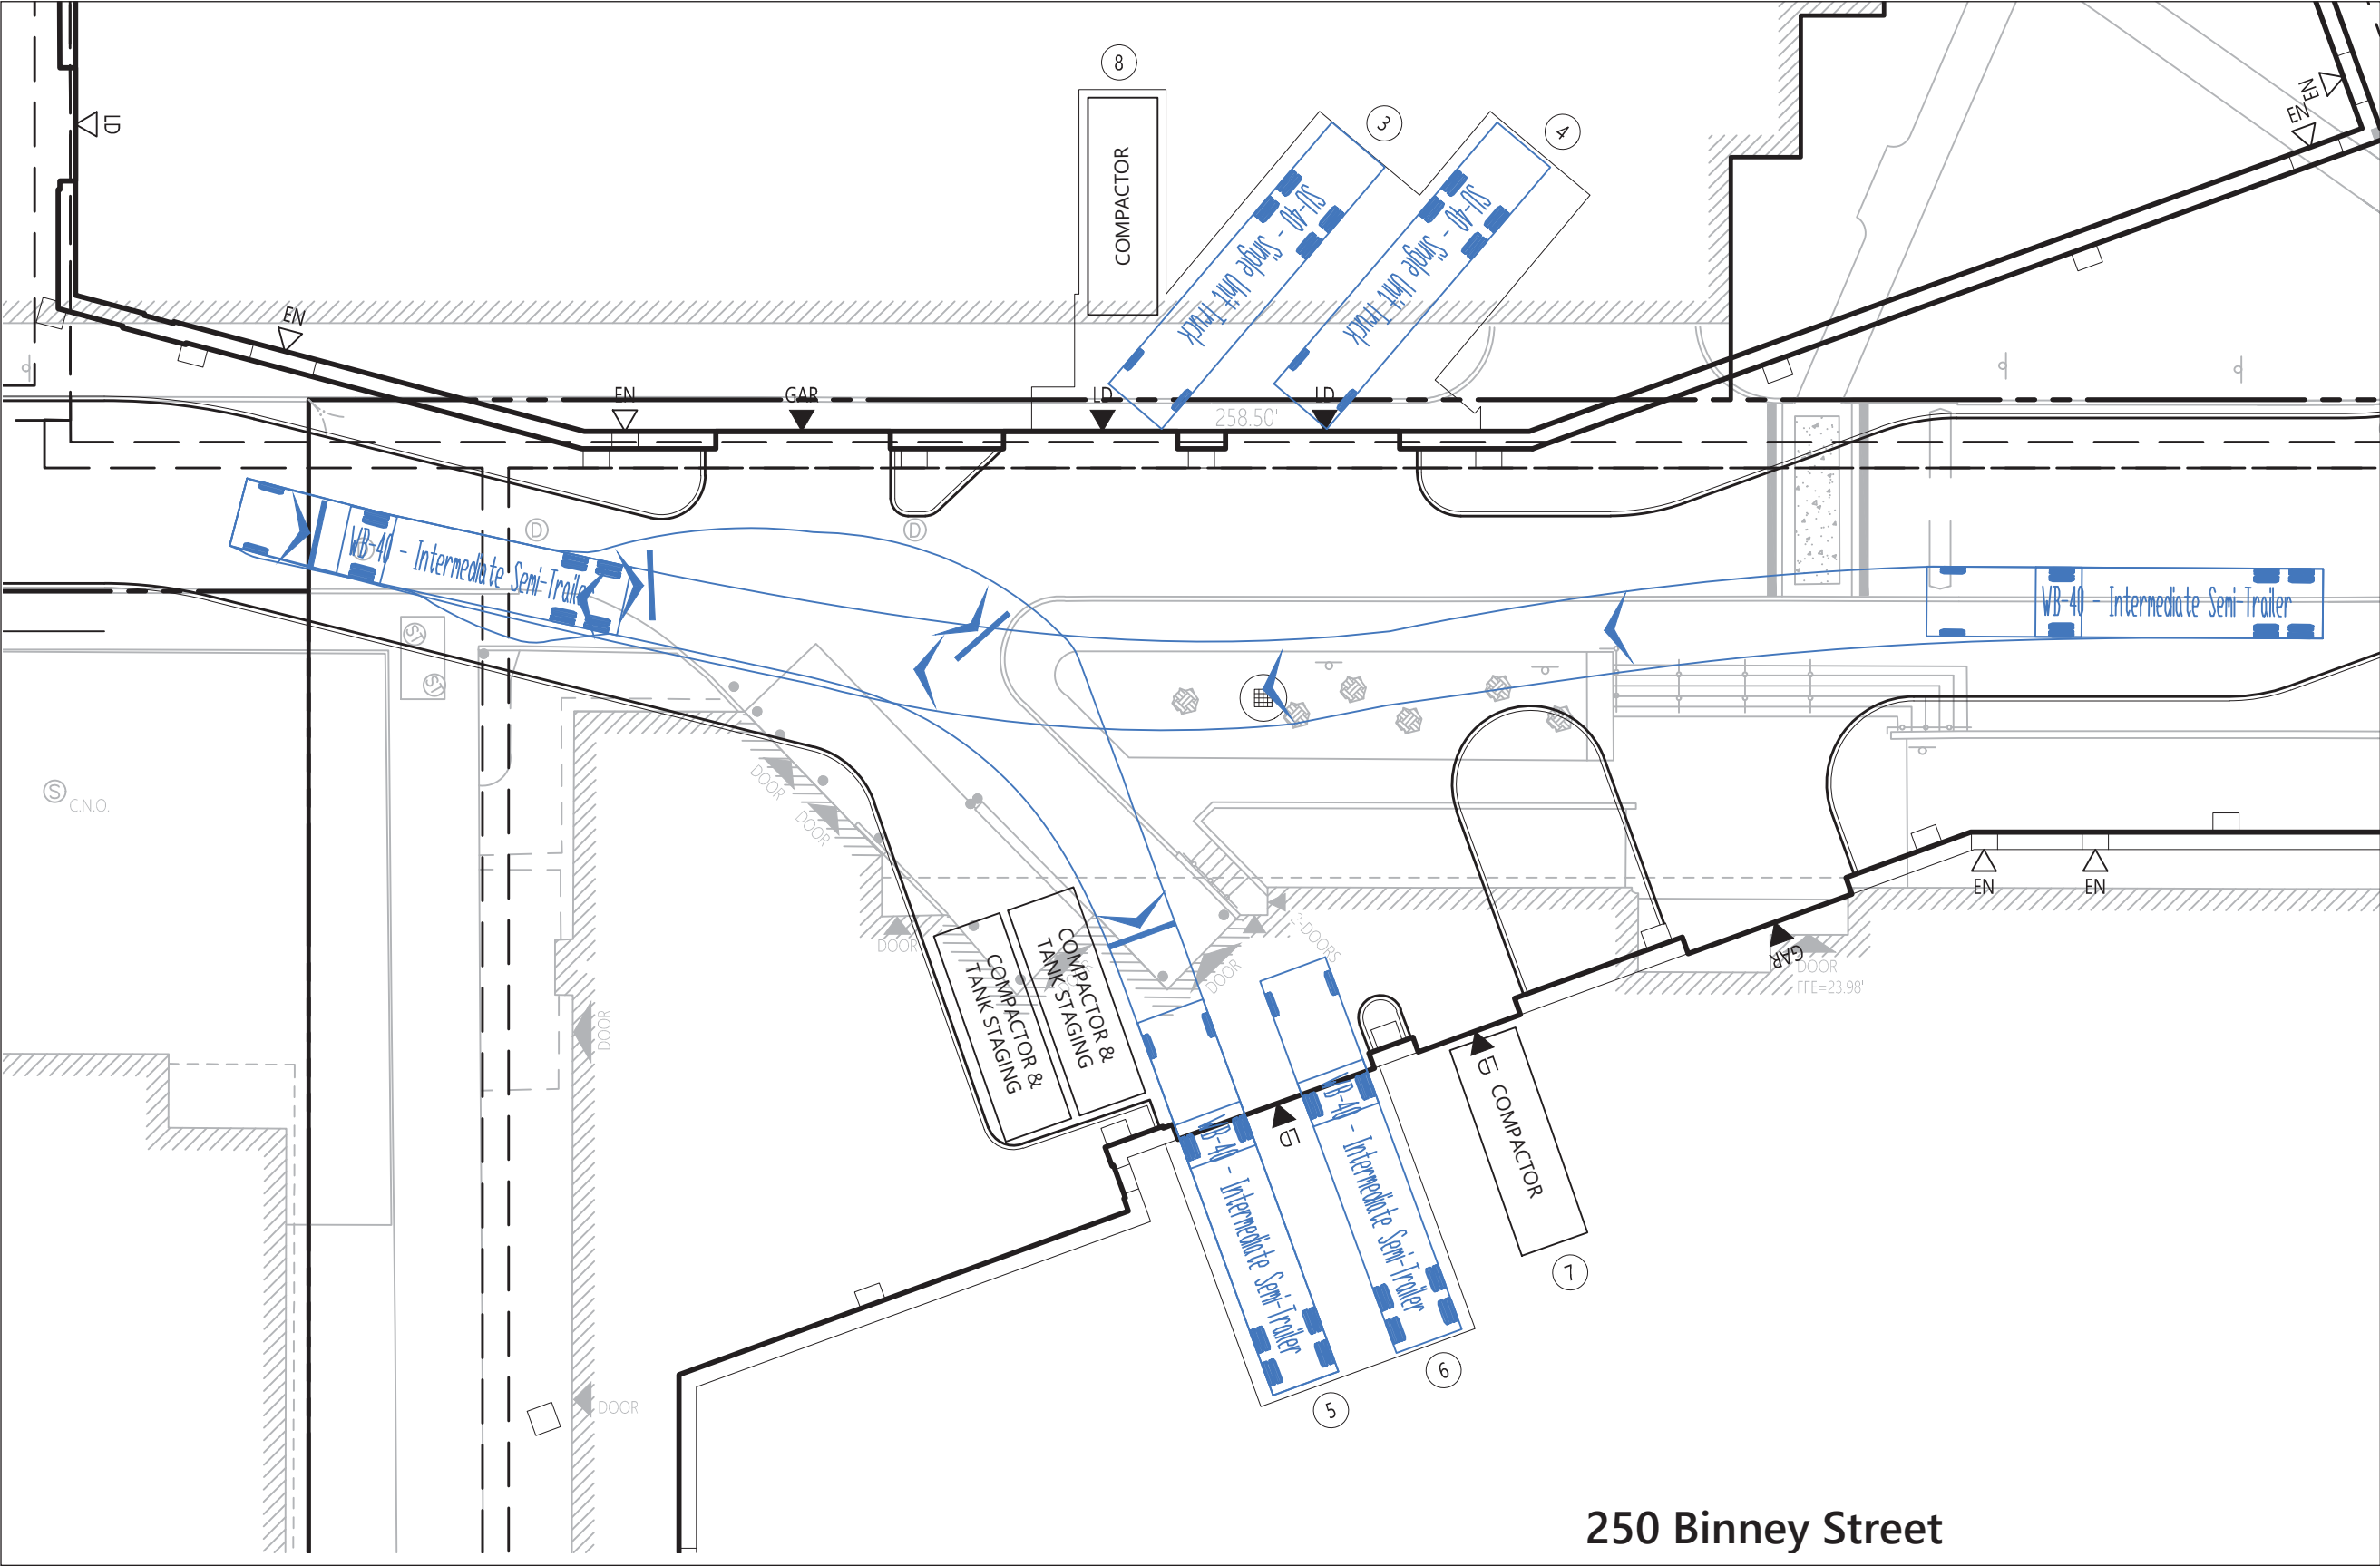 8
3
4
LD
COMPACTOR
SU-40 - Single Unit Truck
SU-40 - Single Unit Truck
EN
EN
EN
EN
GAR
LD
LD
258.50'
D
D
WB-40 - Intermediate Semi-Trailer
WB-40 - Intermediate Semi-Trailer
ST
ST
S
C.N.O.
DOOR
DOOR
DOOR
DOOR
2-DOORS
COMPACTOR &
TANK STAGING
COMPACTOR &
TANK STAGING
EN
EN
GAR
DOOR
FFE=23.98'
DOOR
LD
LD
COMPACTOR
WB-40 - Intermediate Semi-Trailer
WB-40 - Intermediate Semi-Trailer
7
6
5
DOOR
250 Binney Street